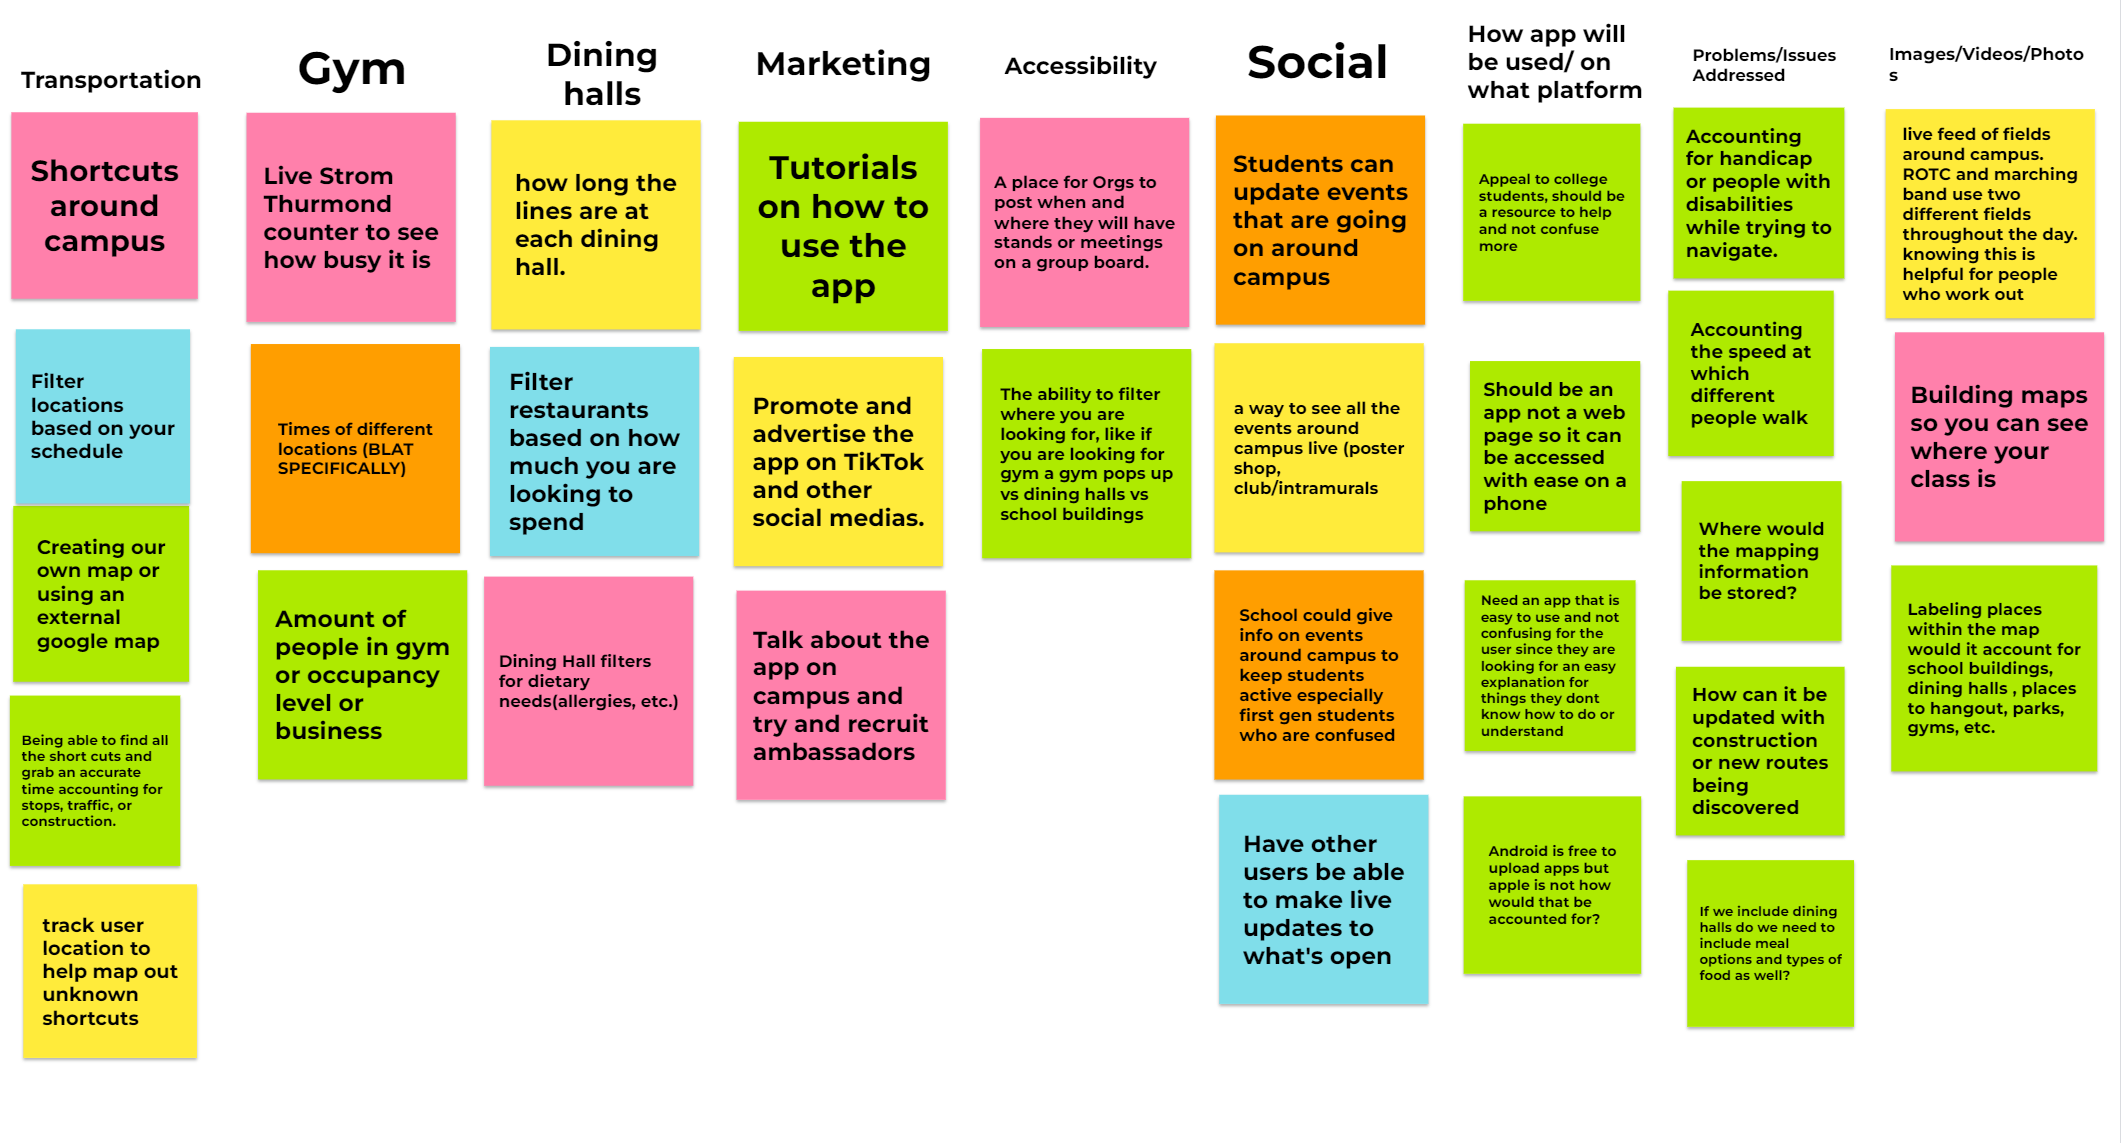 Transportation
Shortcuts
around
campus
Filter
locations
based on your
schedule
Creating our
own map or
using an
external
google map
Being able to find all
the short cuts and
grab an accurate
time accounting for
stops, traffic, or
construction.
track user
location to
help map out
unknown
shortcuts
Gym
Live Strom
Thurmond
counter to see
how busy it is
Times of different
locations (BLAT
SPECIFICALLY)
Amount of
people in gym
or occupancy
level or
business
Dining
halls
how long the
lines are at
each dining
hall.
Filter
restaurants
based on how
much you are
looking to
spend
Dining Hall filters
for dietary
needs(allergies, etc.)
Marketing
Tutorials
on how to
use the
app
Promote and
advertise the
app on TikTok
and other
social medias.
Talk about the
app on
campus and
try and recruit
ambassadors
Accessibility
A place for Orgs to
post when and
where they will have
stands or meetings
on a group board.
The ability to filter
where you are
looking for, like if
you are looking for
gym a gym pops up
vs dining halls vs
school buildings
Social
Students can
update events
that are going
on around
campus
a way to see all the
events around
campus live (poster
shop,
club/intramurals
School could give
info on events
around campus to
keep students
active especially
first gen students
who are confused
Have other
users be able
to make live
updates to
what's open
How app will
be used/ on
what platform
Appeal to college
students, should be
a resource to help
and not confuse
more
Should be an
app not a web
page so it can
be accessed
with ease on a
phone
Need an app that is
easy to use and not
confusing for the
user since they are
looking for an easy
explanation for
things they dont
know how to do or
understand
Android is free to
upload apps but
apple is not how
would that be
accounted for?
Problems/Issues
Addressed
Accounting
for handicap
or people with
disabilities
while trying to
navigate.
Accounting
the speed at
which
different
people walk
Where would
the mapping
information
be stored?
How can it be
updated with
construction
or new routes
being
discovered
If we include dining
halls do we need to
include meal
options and types of
food as well?
Images/Videos/Photo
s
live feed of fields
around campus.
ROTC and marching
band use two
different fields
throughout the day.
knowing this is
helpful for people
who work out
Building maps
so you can see
where your
class is
Labeling places
within the map
would it account for
school buildings,
dining halls , places
to hangout, parks,
gyms, etc.